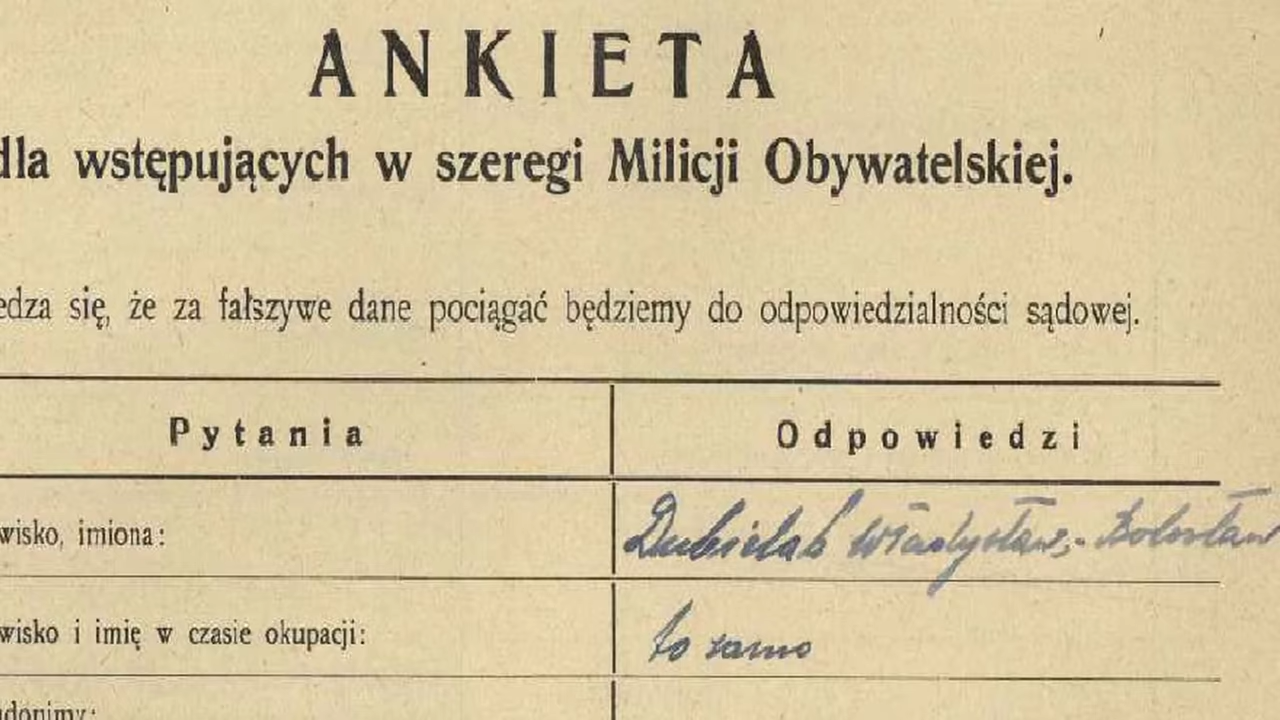 ANKIETA
dla wstępujących w szeregi Milicji Obywatelskiej.
edza się, że za fałszywe dane pociągać będziemy do odpowiedzialności sądowej.
Pytania Odpowiedzi
wisko, imiona: Dubielak Władysław, Bolesław
wisko i imię w czasie okupacji: to samo
udonimy: